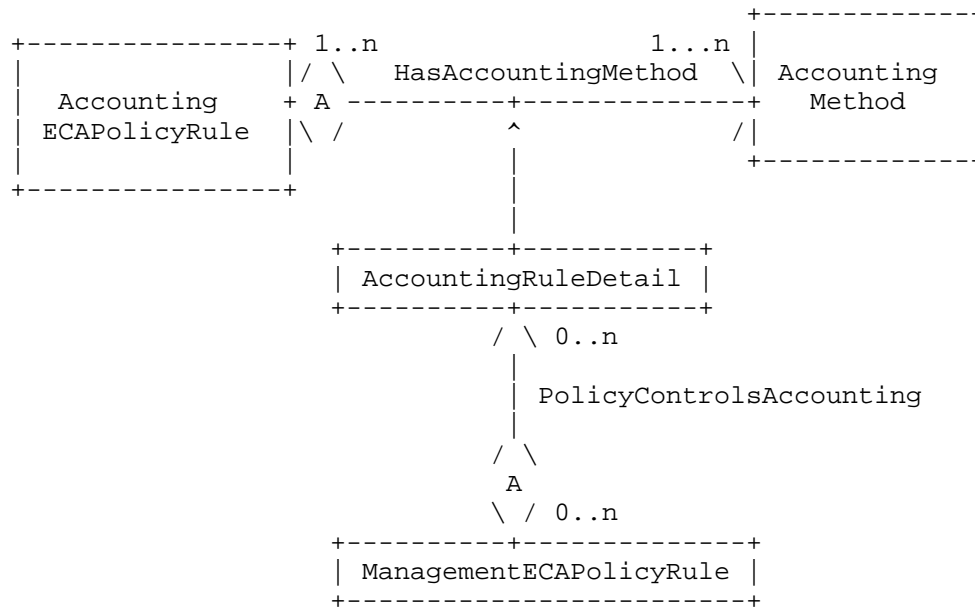 1..n 1...n
HasAccountingMethod Accounting
Accounting A Method
ECAPolicyRule
AccountingRuleDetail
0..n
PolicyControlsAccounting
A
0..n
ManagementECAPolicyRule